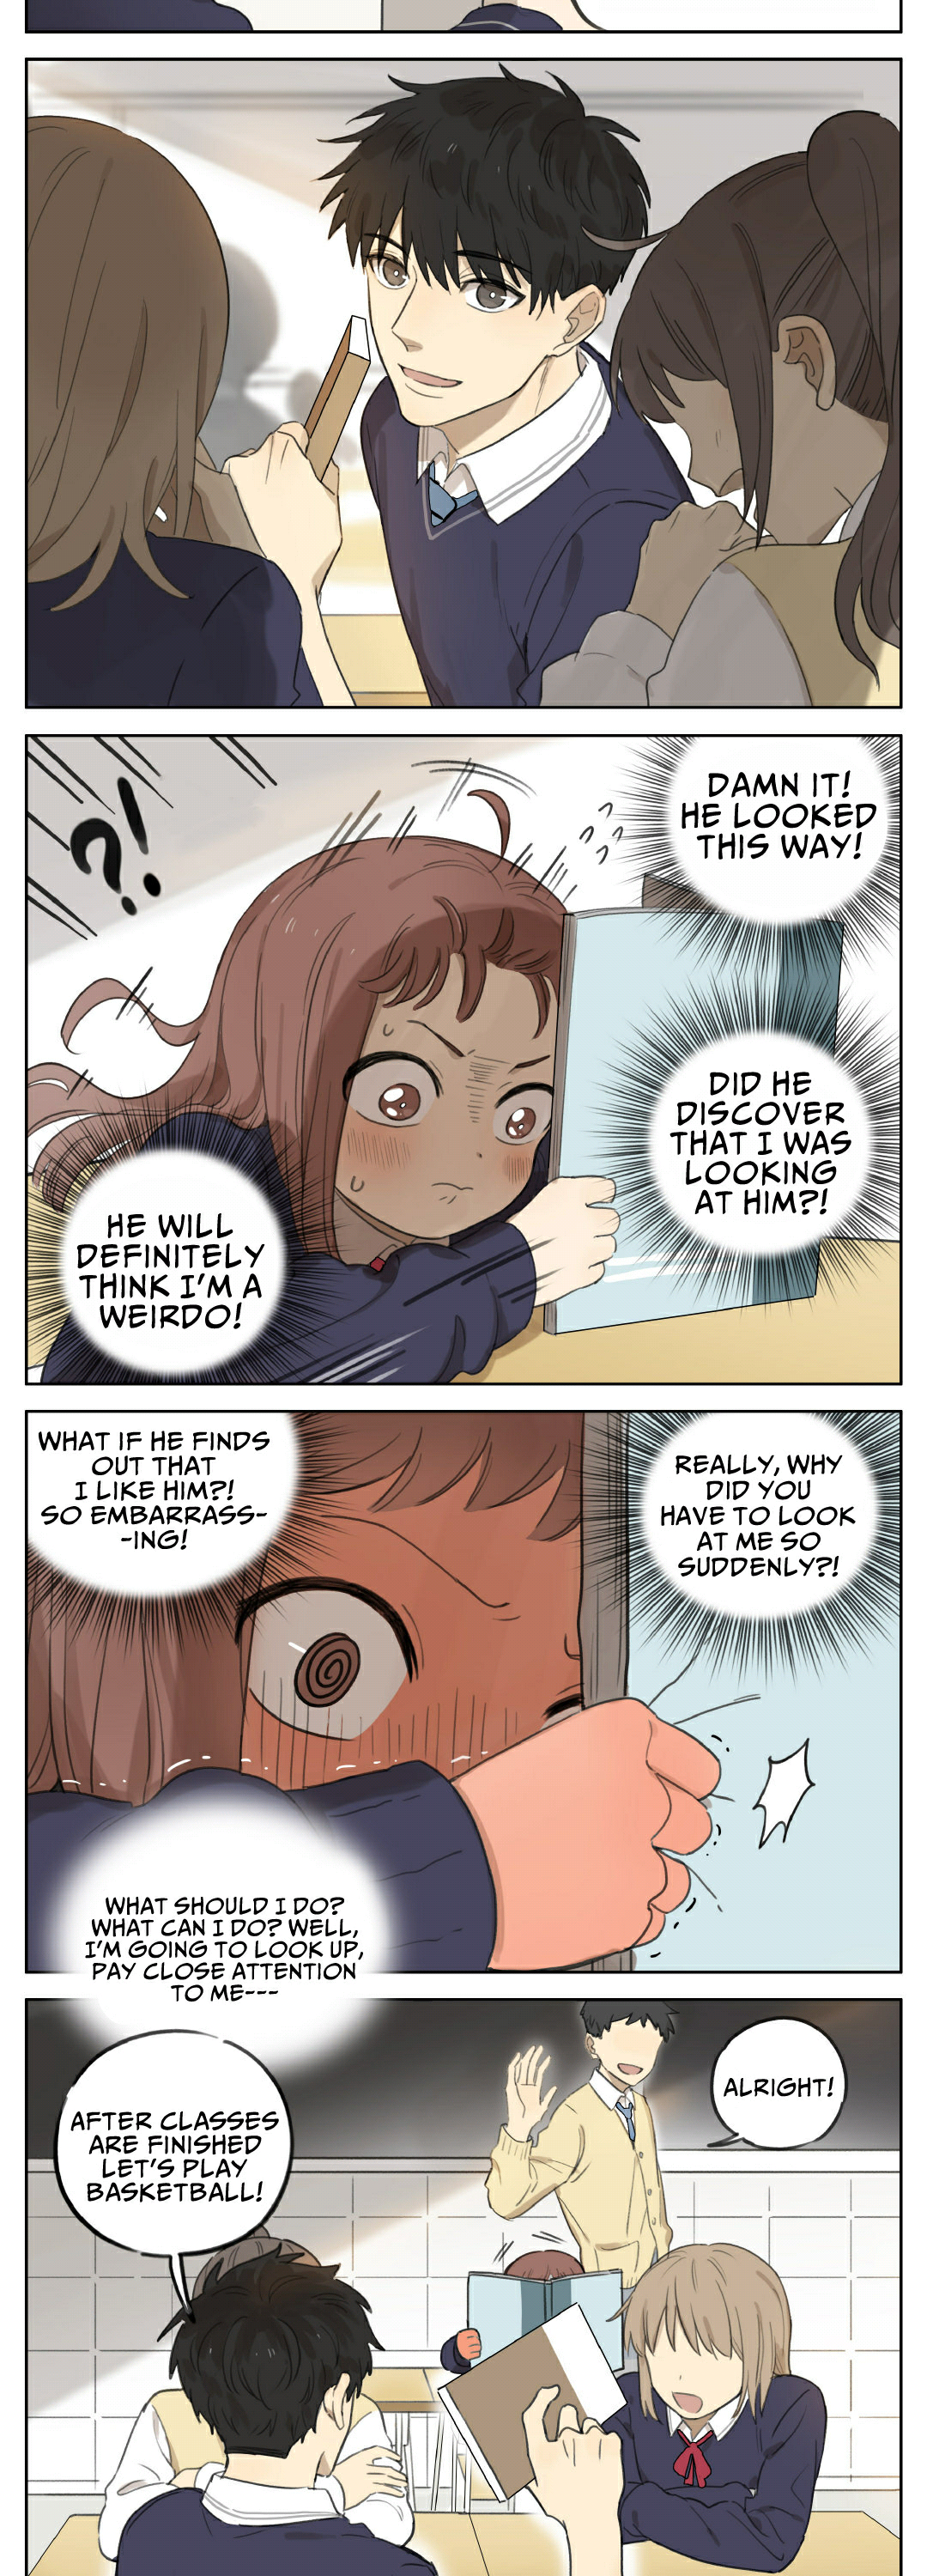 ?!
DAMN IT!
HE LOOKED
THIS WAY!
DID HE
DISCOVER
THAT I WAS
LOOKING
AT HIM?!
HE WILL
DEFINITELY
THINK I'M A
WEIRDO!
WHAT IF HE FINDS
OUT THAT
I LIKE HIM?!
SO EMBARRASS-
-ING!
REALLY, WHY
DID YOU
HAVE TO LOOK
AT ME SO
SUDDENLY?!
WHAT SHOULD I DO?
WHAT CAN I DO? WELL,
I'M GOING TO LOOK UP,
PAY CLOSE ATTENTION
TO ME---
AFTER CLASSES
ARE FINISHED
LET'S PLAY
BASKETBALL!
ALRIGHT!